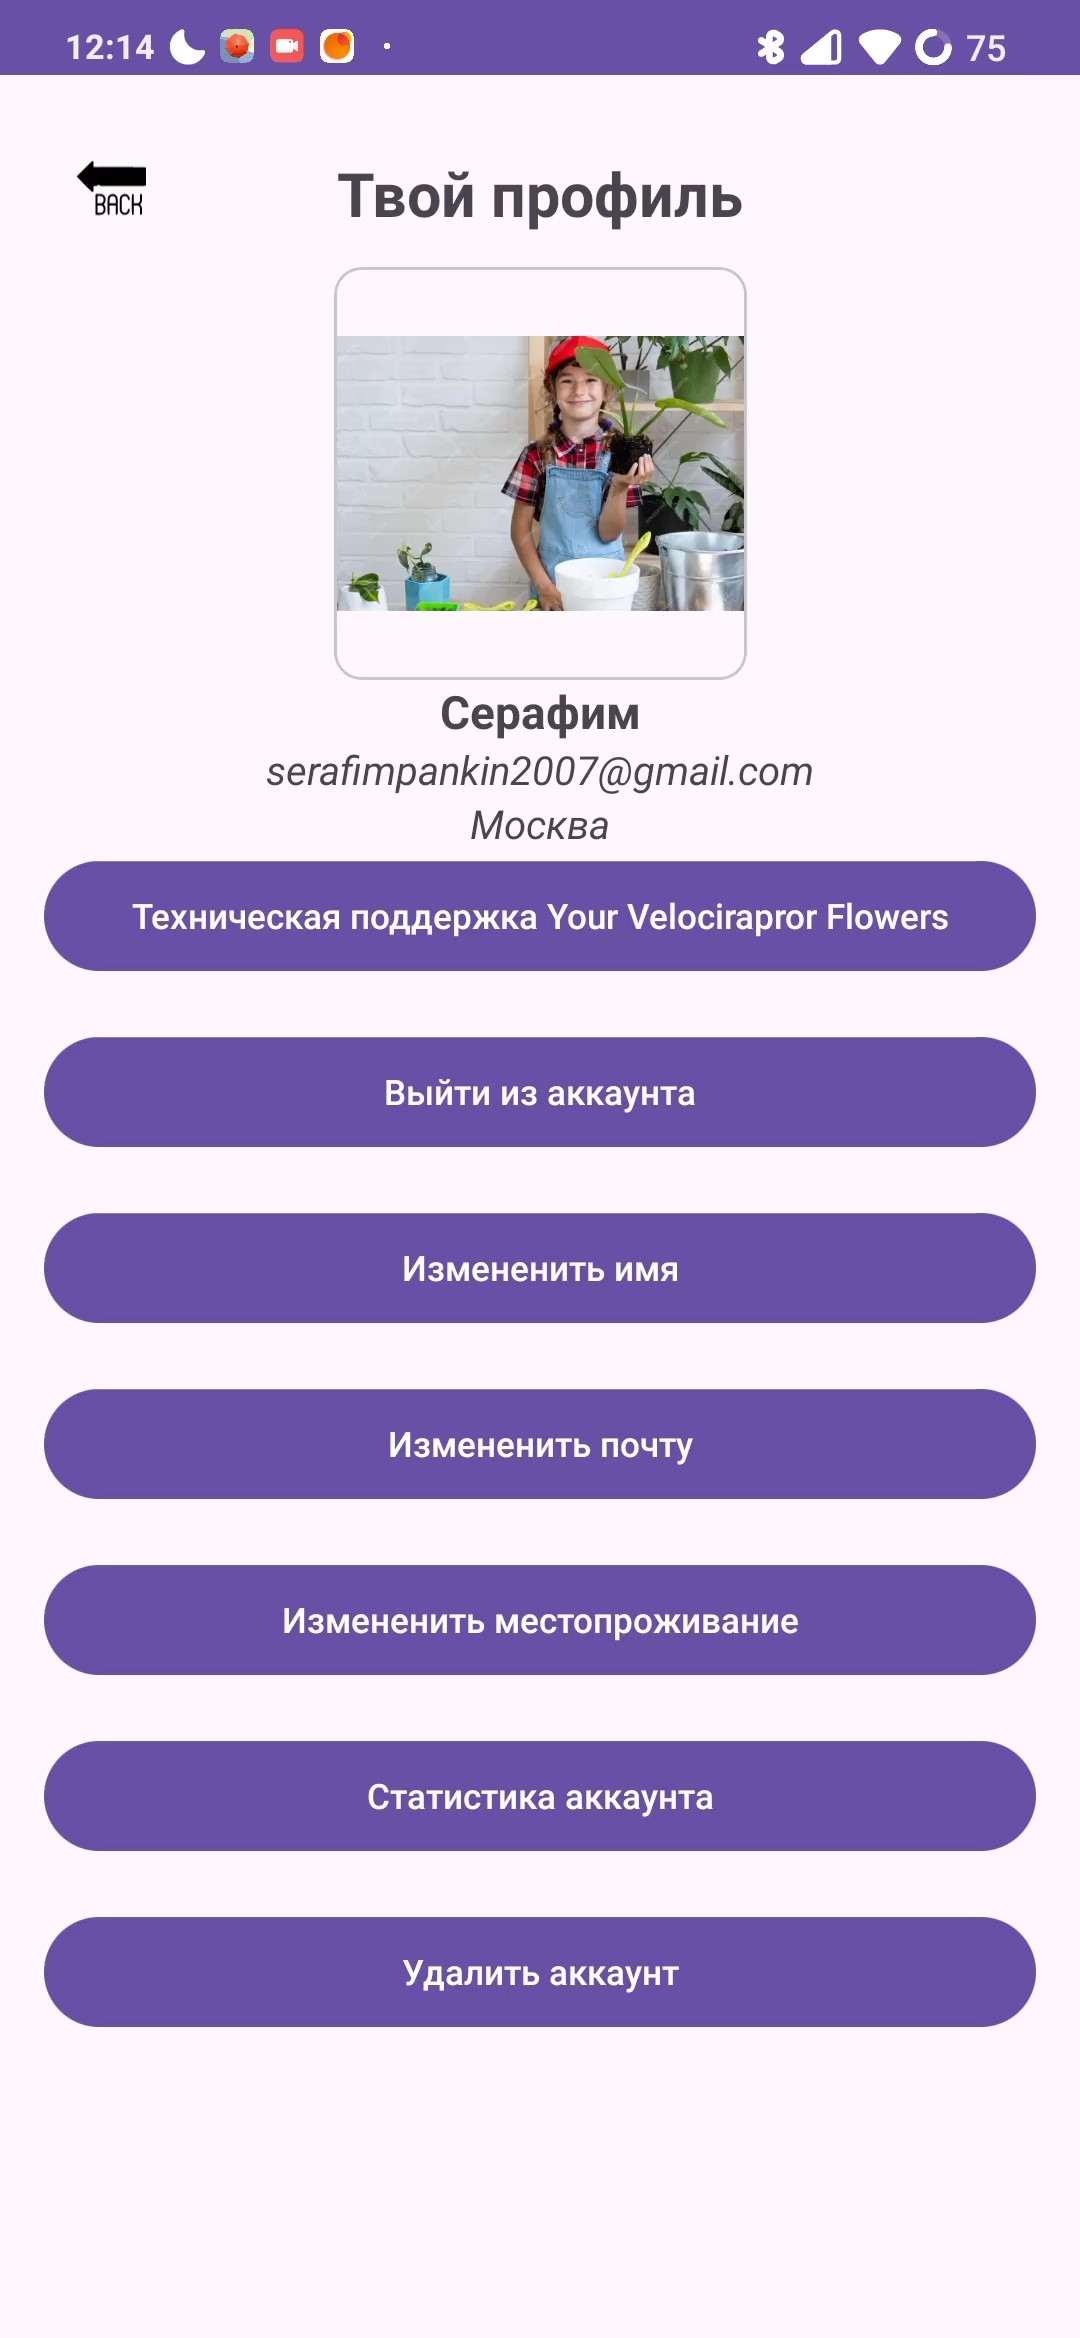 12:14
75
BACK
Твой профиль
Серафим
serafimpankin2007@gmail.com
Москва
Техническая поддержка Your Velocirapror Flowers
Выйти из аккаунта
Измененить имя
Измененить почту
Измененить местопроживание
Статистика аккаунта
Удалить аккаунт